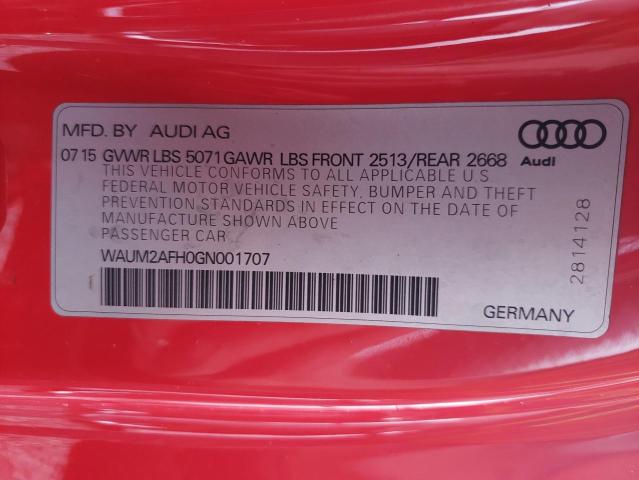 MFD. BY AUDI AG
Audi
07 15 GVWR LBS 5071 GAWR LBS FRONT 2513/REAR 2668
THIS VEHICLE CONFORMS TO ALL APPLICABLE U S
FEDERAL MOTOR VEHICLE SAFETY, BUMPER AND THEFT
PREVENTION STANDARDS IN EFFECT ON THE DATE OF
MANUFACTURE SHOWN ABOVE
PASSENGER CAR
WAUM2AFH0GN001707
2814128
GERMANY